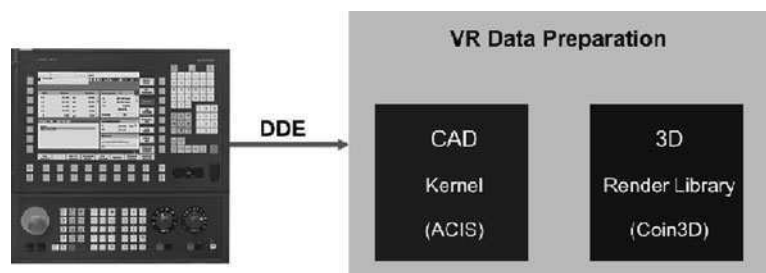 VR Data Preparation
DDE
CAD
Kernel
(ACIS)
3D
Render Library
(Coin3D)